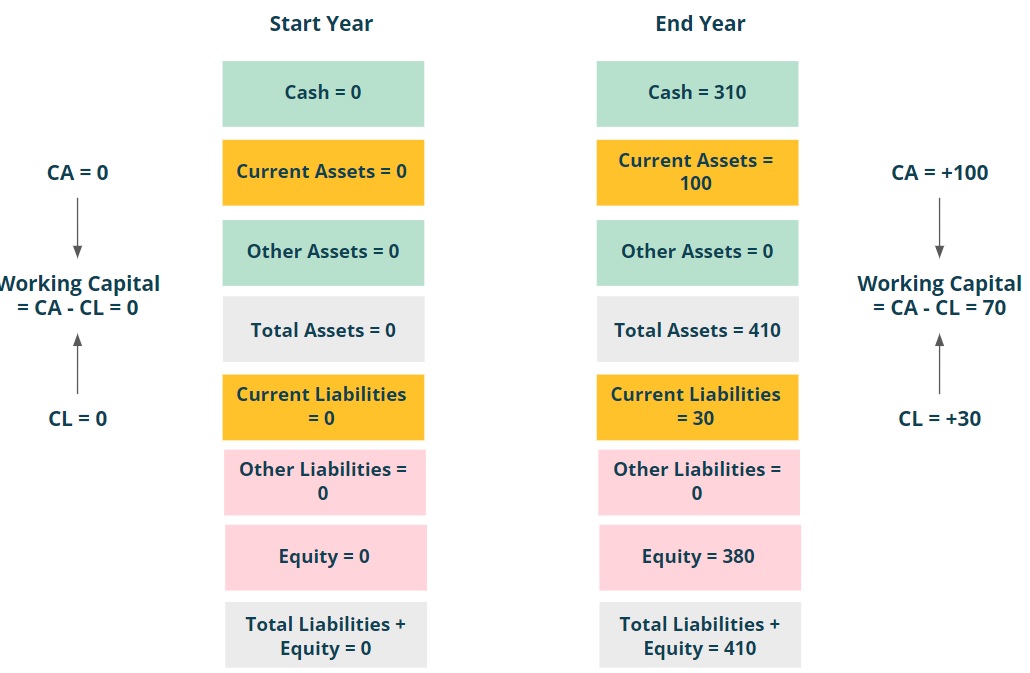 Start Year
End Year
Cash = 0
Cash = 310
Current Assets = 0
Current Assets =
100
CA = 0
CA = +100
Other Assets = 0
Other Assets = 0
Working Capital
= CA - CL = 0
Working Capital
= CA - CL = 70
Total Assets = 0
Total Assets = 410
Current Liabilities
= 0
Current Liabilities
= 30
CL = 0
CL = +30
Other Liabilities =
0
Other Liabilities =
0
Equity = 0
Equity = 380
Total Liabilities +
Equity = 0
Total Liabilities +
Equity = 410